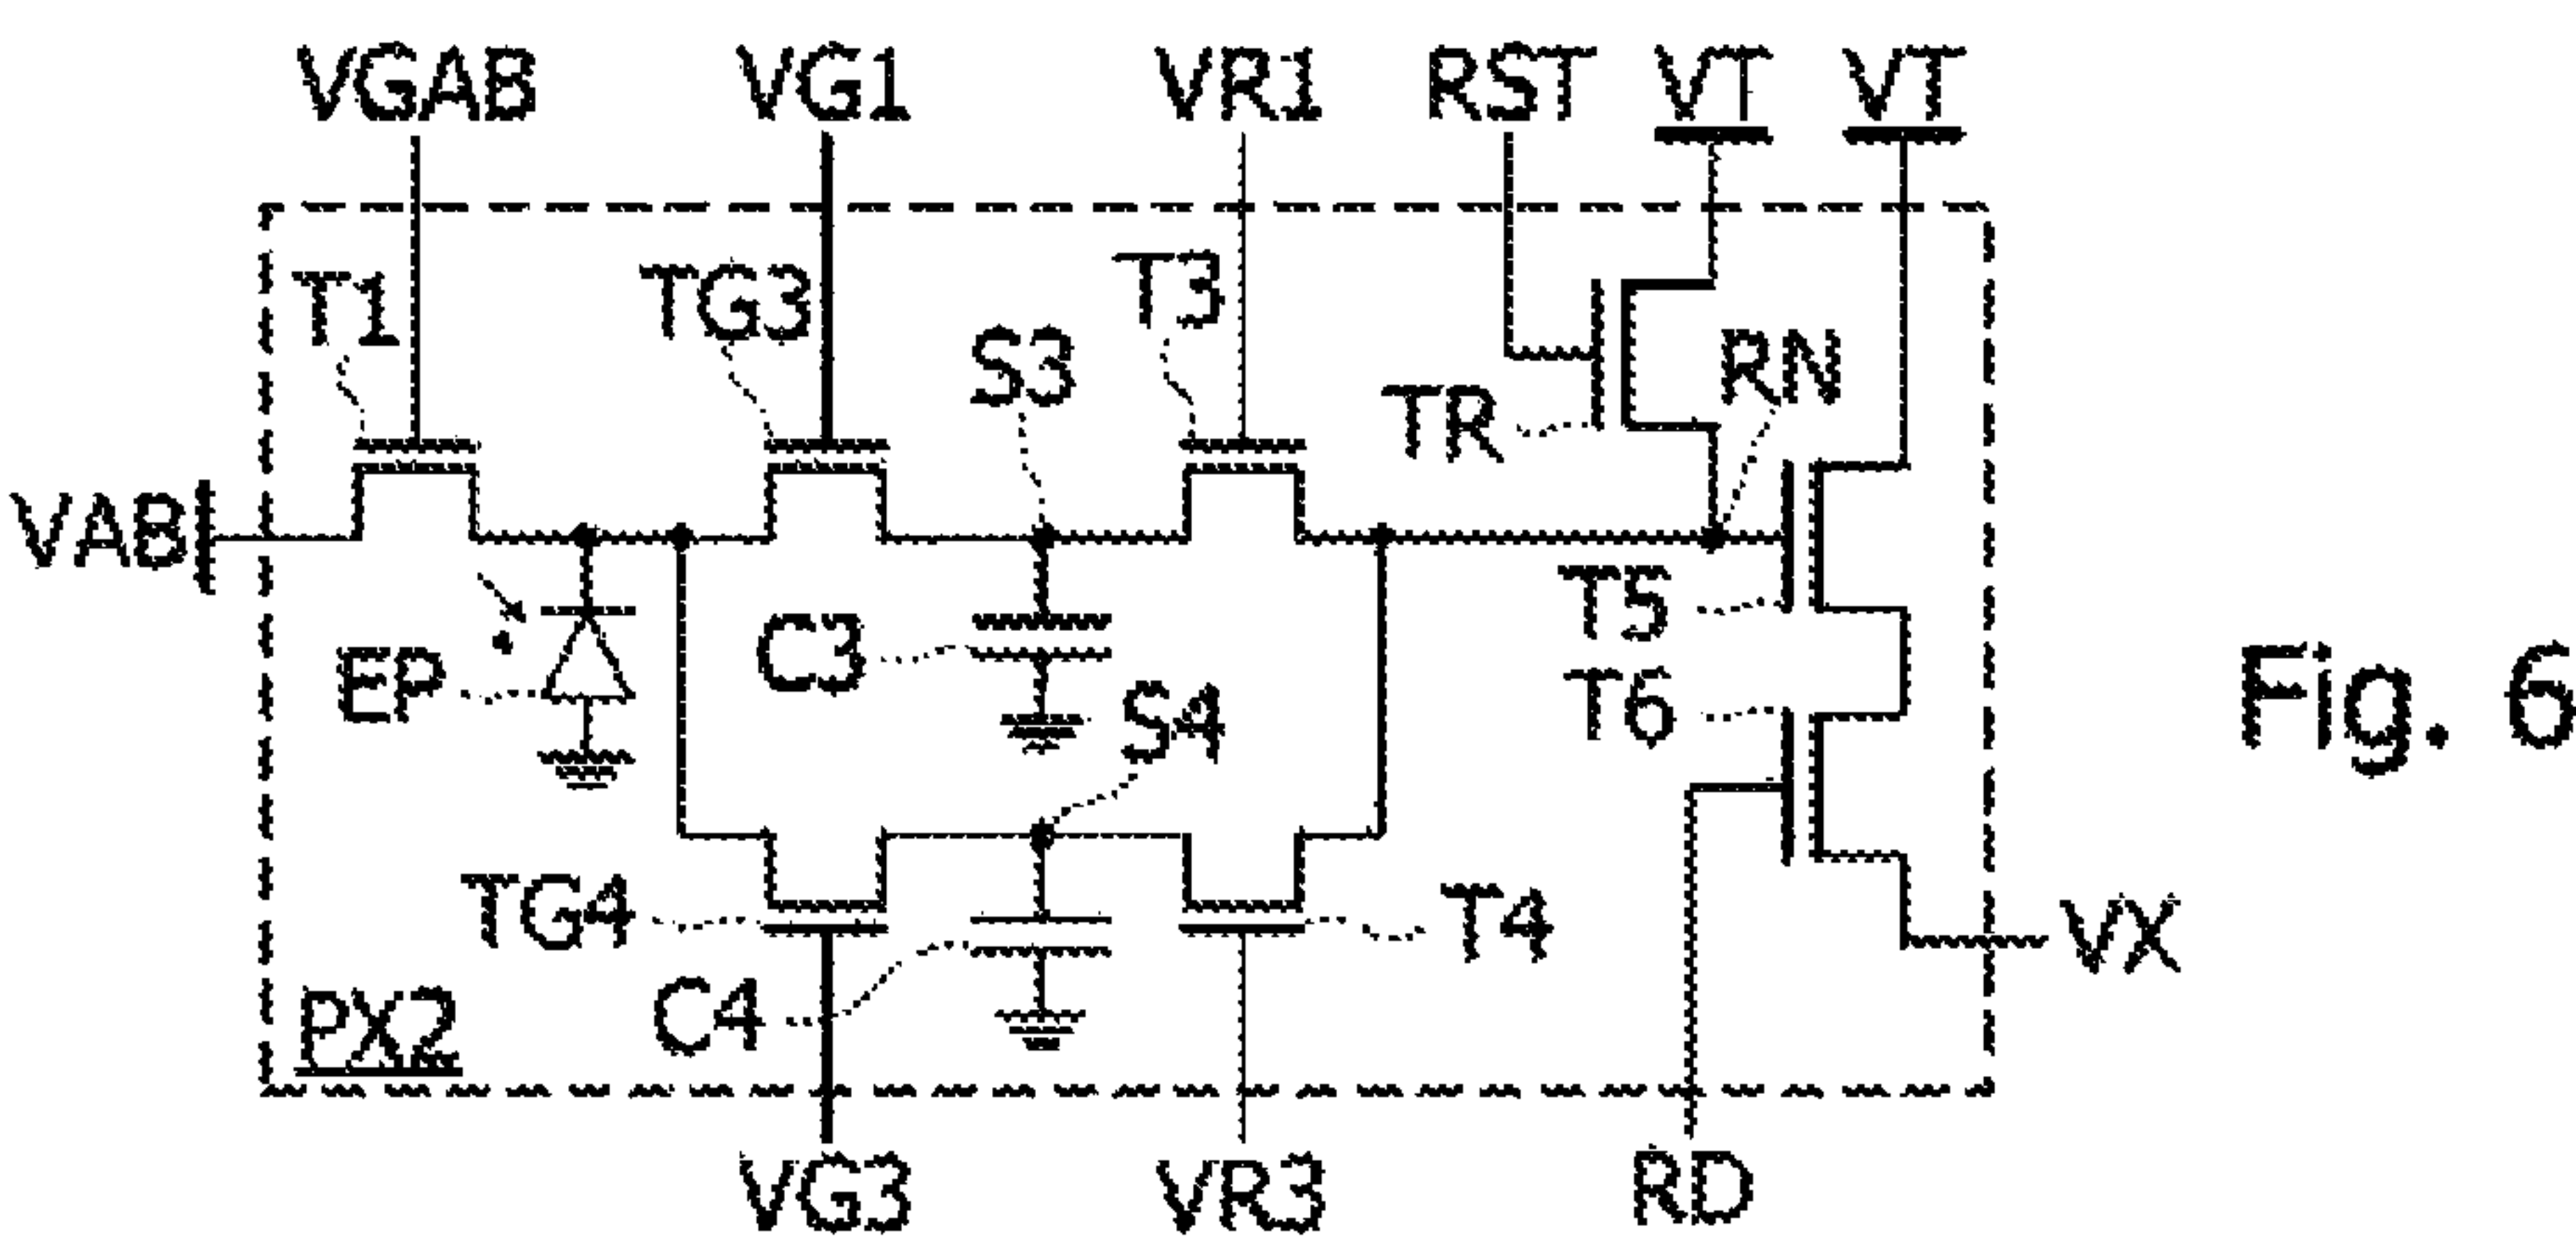 VGAB VG1 VR1 RST VT VT
T1 TG3 T3
S3 RN
TR
VAB
T5
EP C3 T6 Fig. 6
S4
TG4 T4
VX
C4
PX2
VG3 VR3 RD